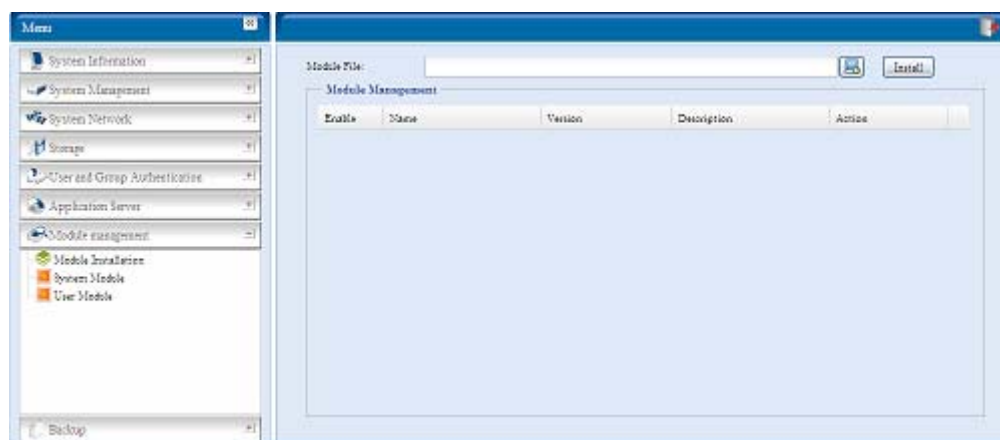 Menu
System Information
System Management
System Network
Storage
User and Group Authentication
Application Server
Module management
Module Installation
System Module
User Module
Backup
Module File:
Install
Module Management
Enable Name Version Description Action